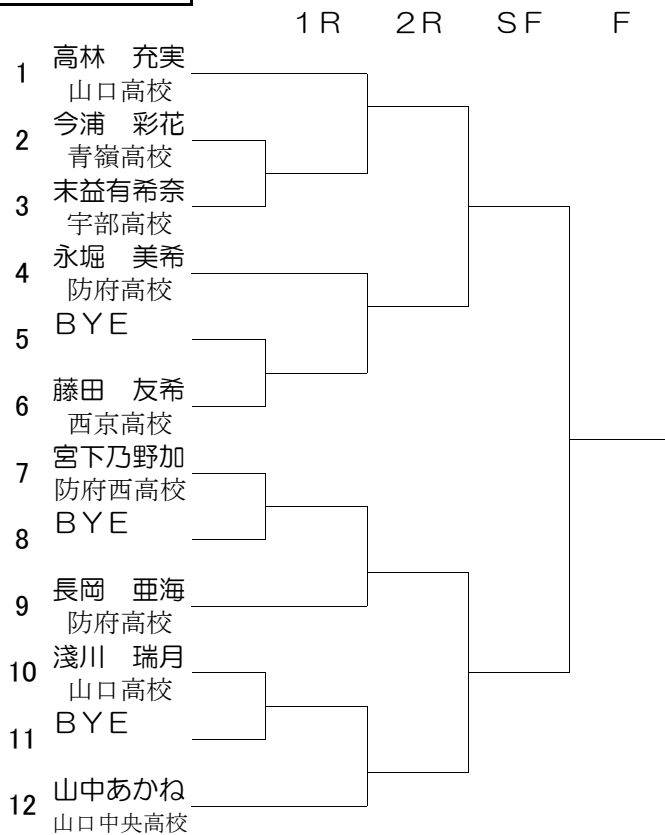 １Ｒ ２Ｒ ＳＦ Ｆ
1 高林　充実
山口高校
2 今浦　彩花
青嶺高校
3 末益有希奈
宇部高校
4 永堀　美希
防府高校
5 ＢＹＥ
6 藤田　友希
西京高校
7 宮下乃野加
防府西高校
8 ＢＹＥ
9 長岡　亜海
防府高校
10 淺川　瑞月
山口高校
11 ＢＹＥ
12 山中あかね
山口中央高校